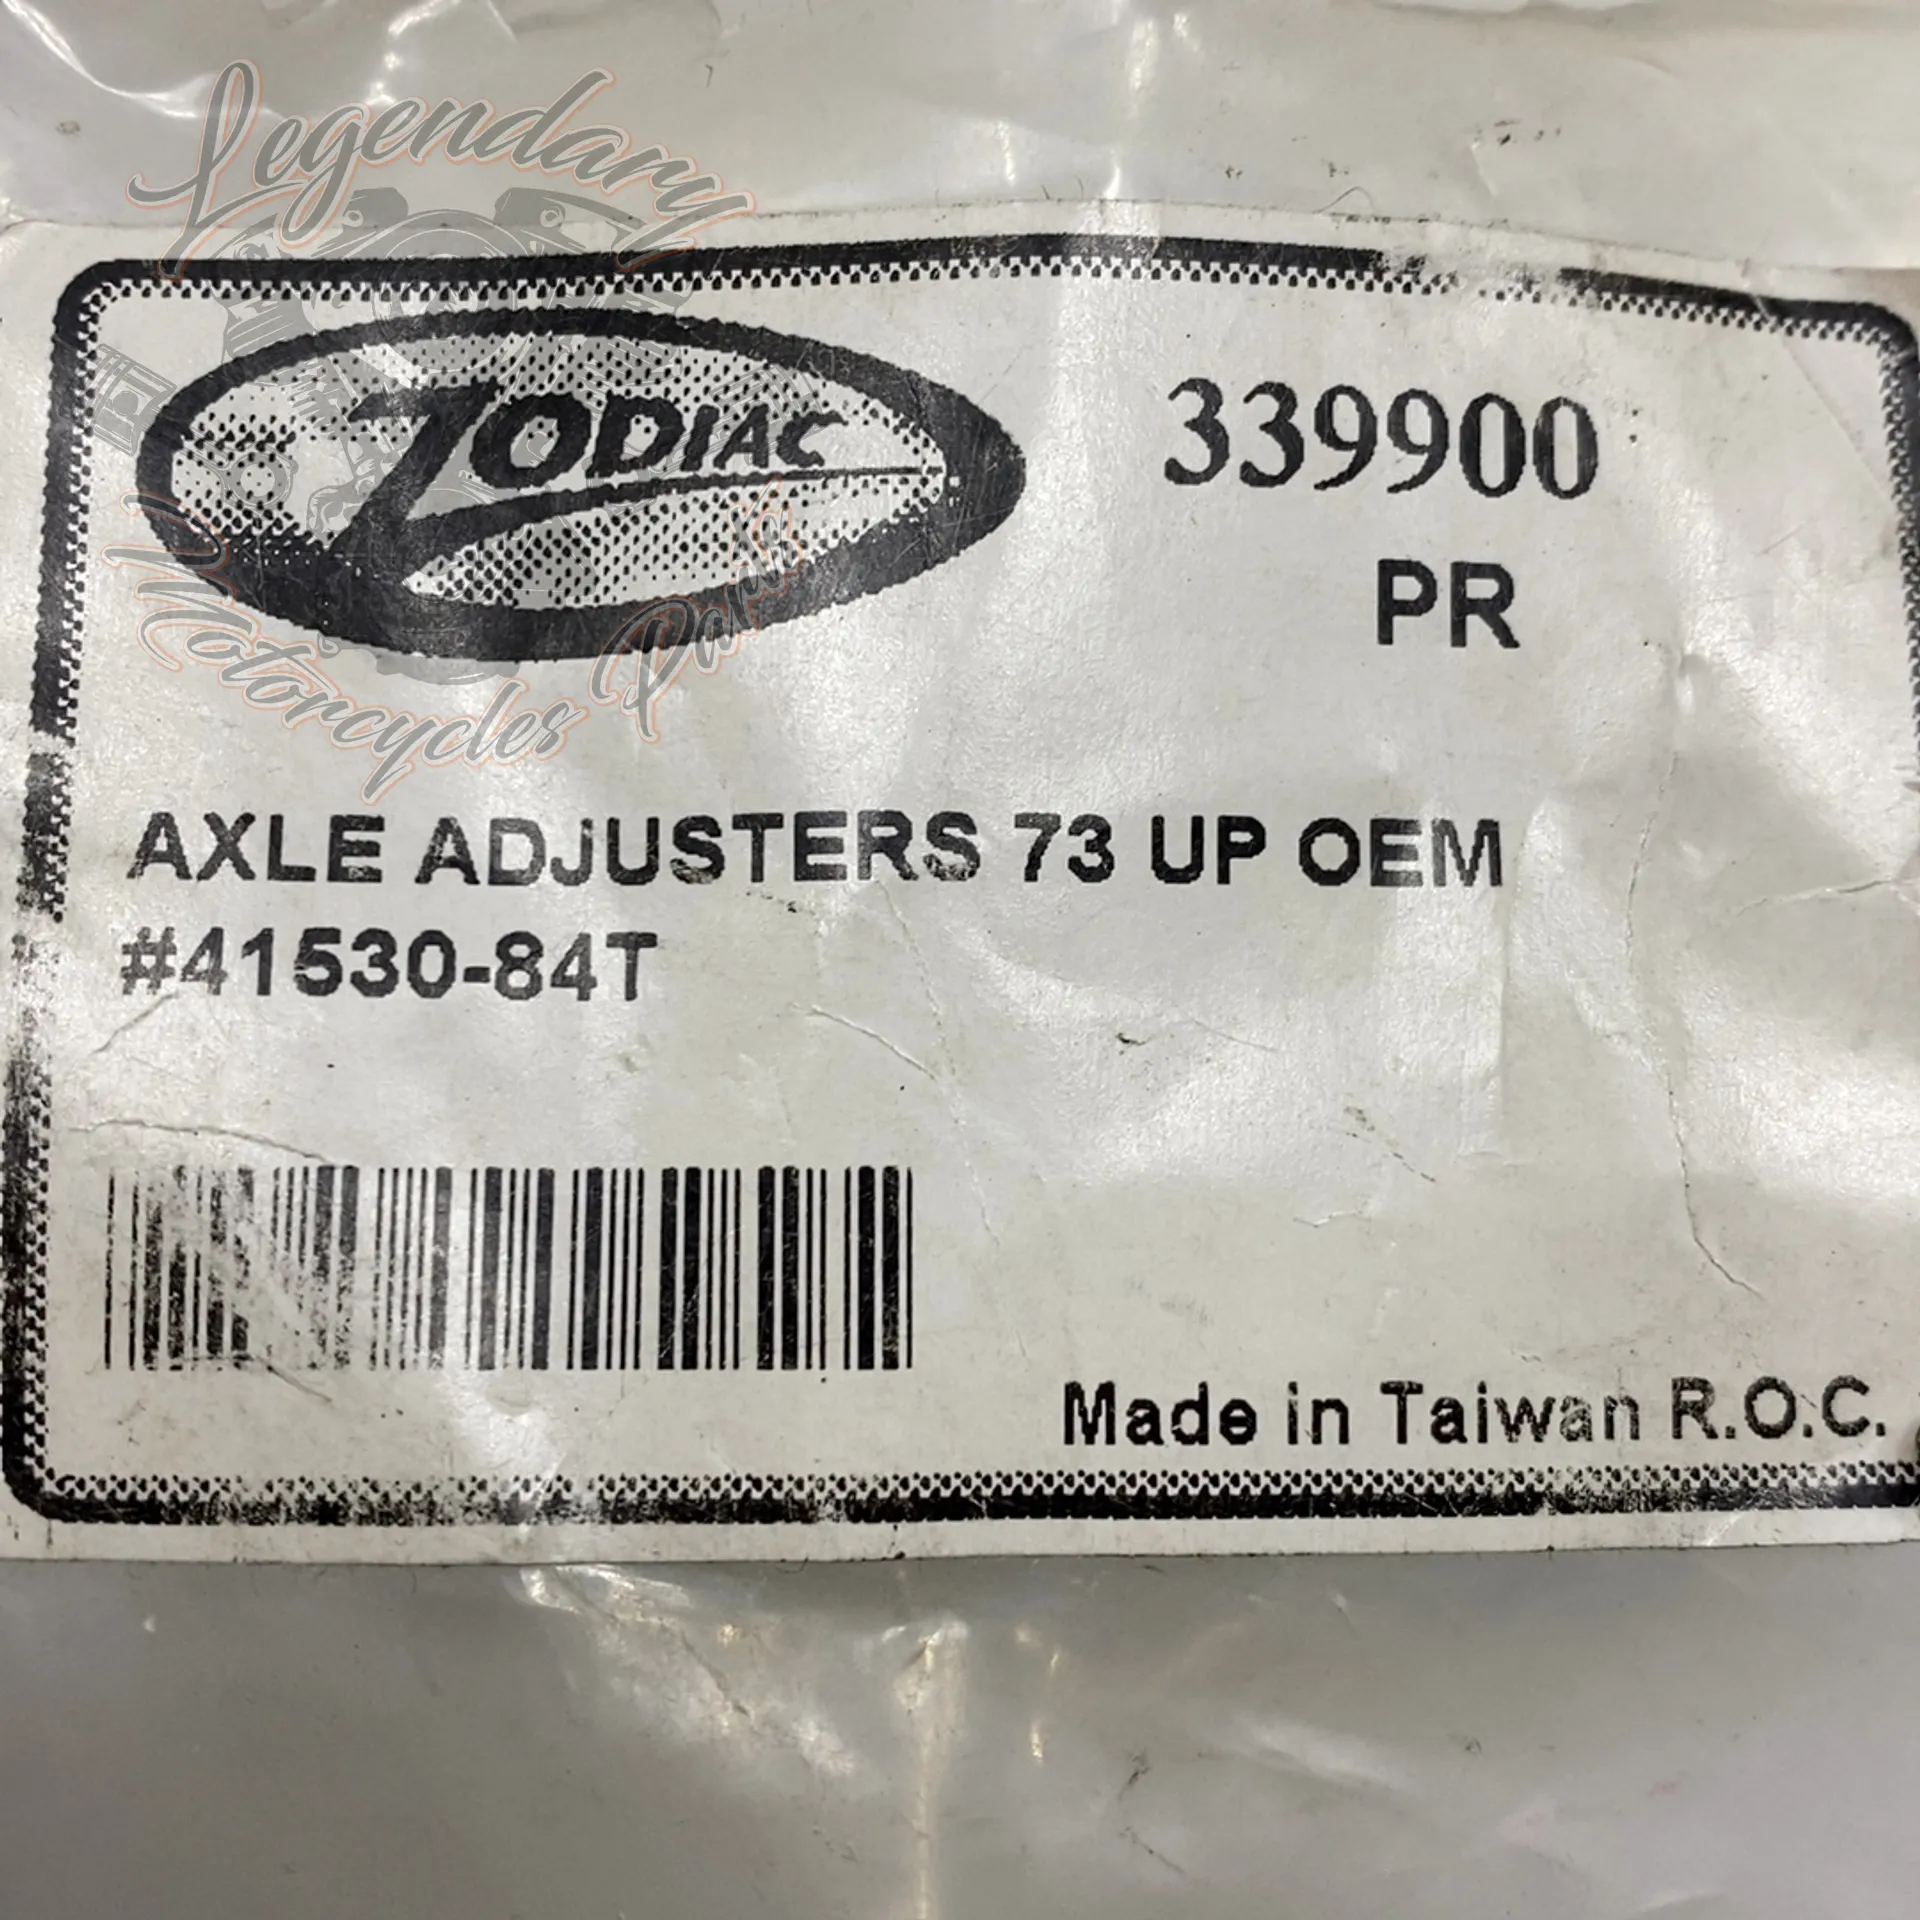 Legendary
ZODIAC
339900
Motorcycles Parts
PR
AXLE ADJUSTERS 73 UP OEM
#41530-84T
Made in Taiwan R.O.C.